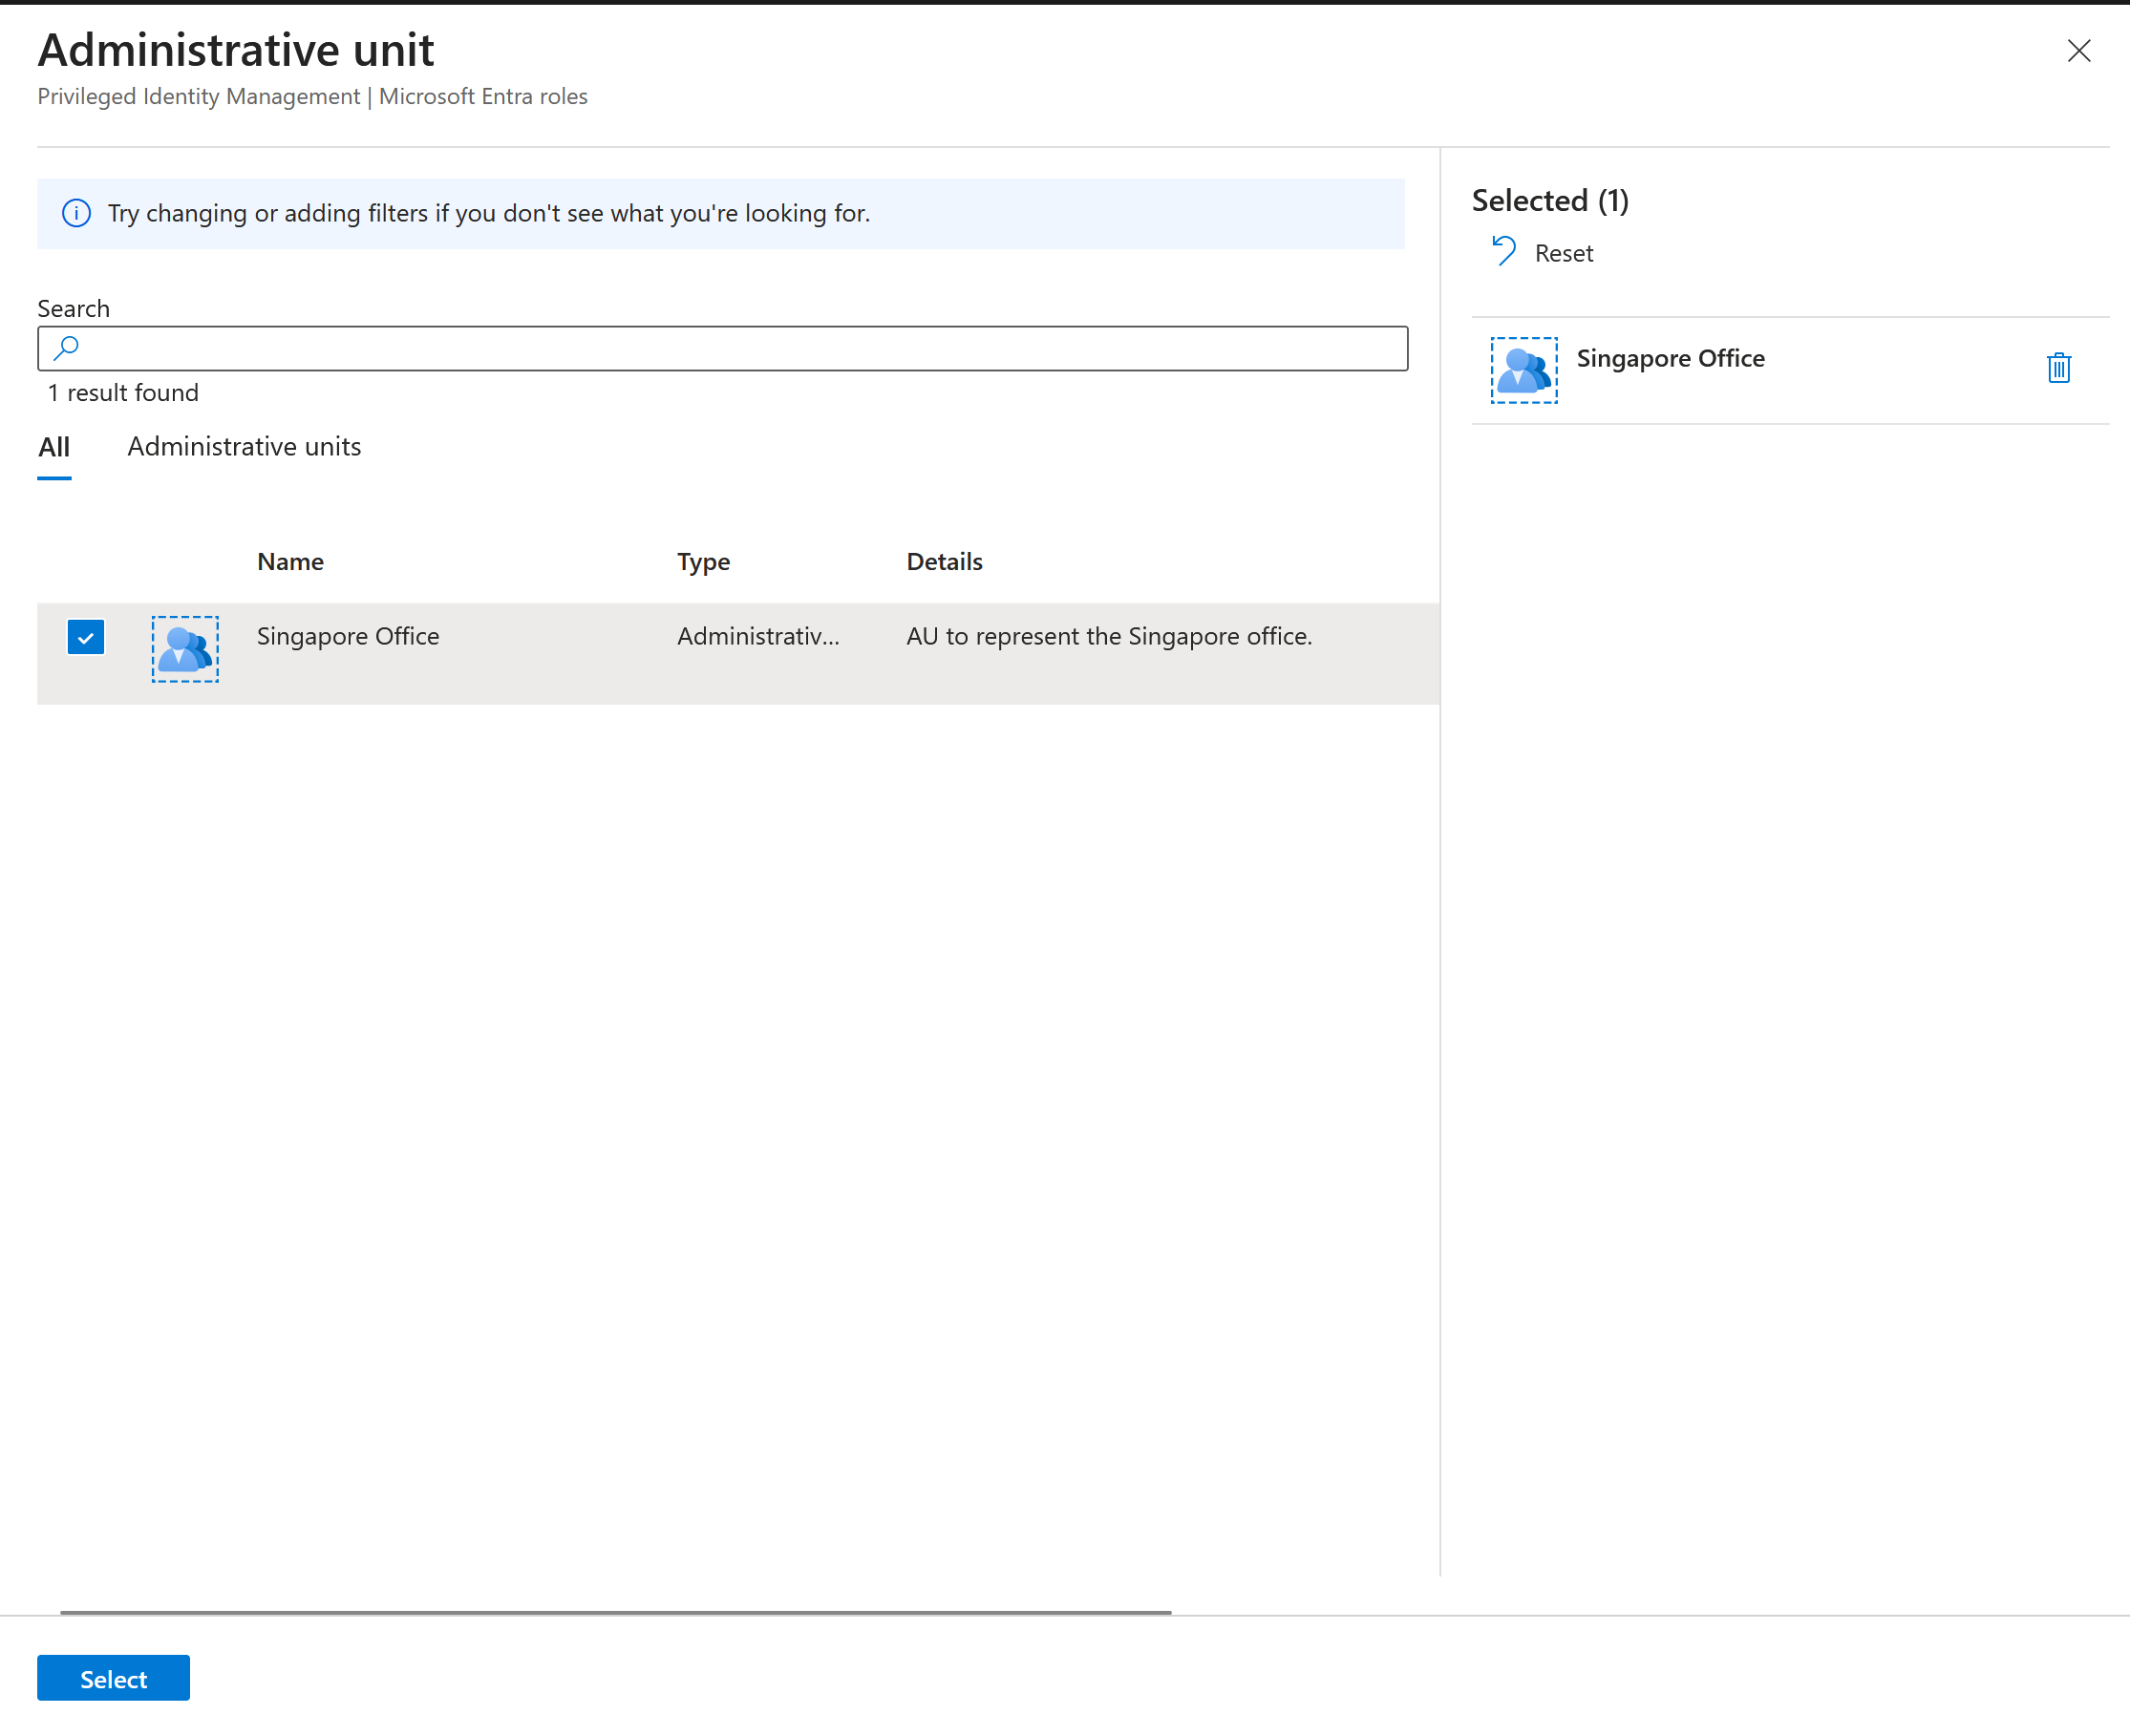 Administrative unit
Privileged Identity Management | Microsoft Entra roles
Try changing or adding filters if you don't see what you're looking for.
Search
1 result found
All Administrative units
Name Type Details
Singapore Office Administrativ... AU to represent the Singapore office.
Selected (1)
Reset
Singapore Office
Select